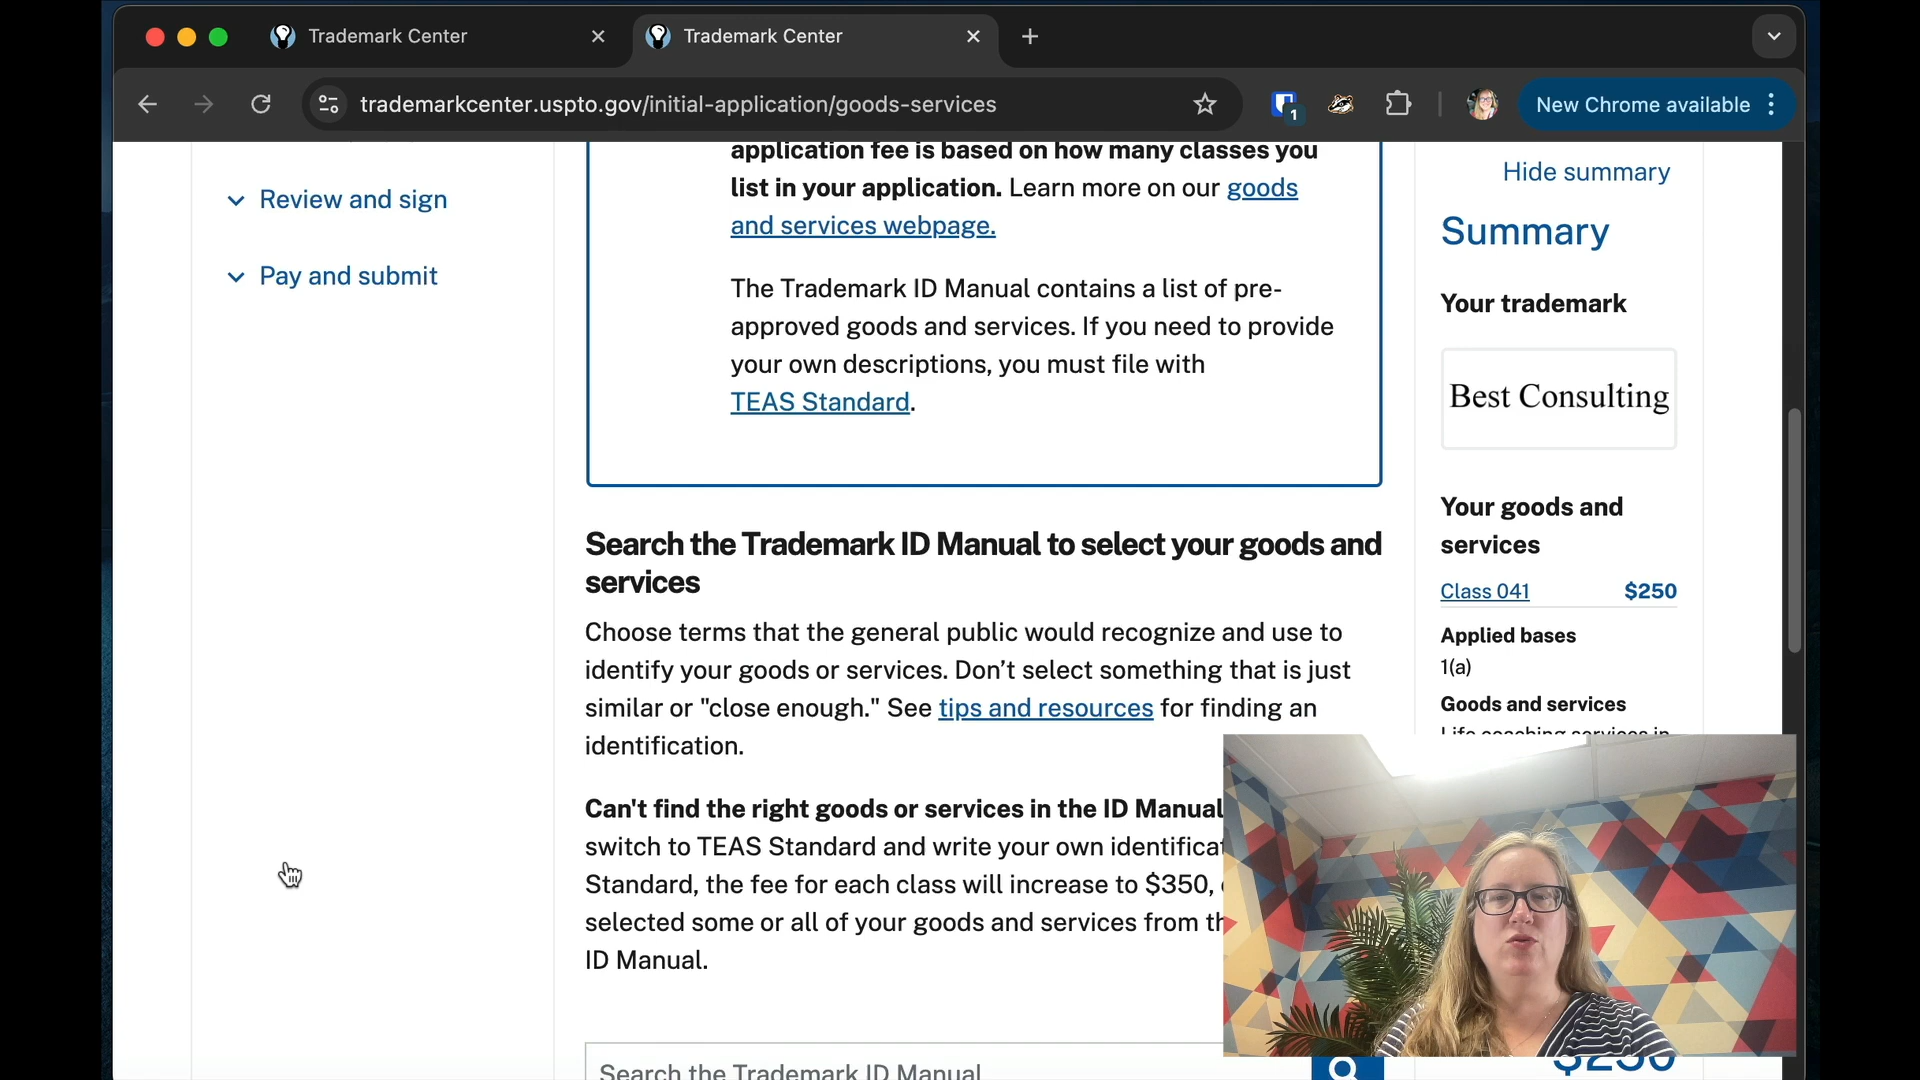 Trademark Center
Trademark Center
trademarkcenter.uspto.gov/initial-application/goods-services
1
New Chrome available
Review and sign
Pay and submit
application fee is based on how many classes you
list in your application. Learn more on our goods
and services webpage.
The Trademark ID Manual contains a list of pre-
approved goods and services. If you need to provide
your own descriptions, you must file with
TEAS Standard.
Search the Trademark ID Manual to select your goods and
services
Choose terms that the general public would recognize and use to
identify your goods or services. Don’t select something that is just
similar or "close enough." See tips and resources for finding an
identification.
Can't find the right goods or services in the ID Manual
switch to TEAS Standard and write your own identificat
Standard, the fee for each class will increase to $350,
selected some or all of your goods and services from th
ID Manual.
Search the Trademark ID Manual
Hide summary
Summary
Your trademark
Best Consulting
Your goods and
services
Class 041 $250
Applied bases
1(a)
Goods and services
Life coaching services in
$250